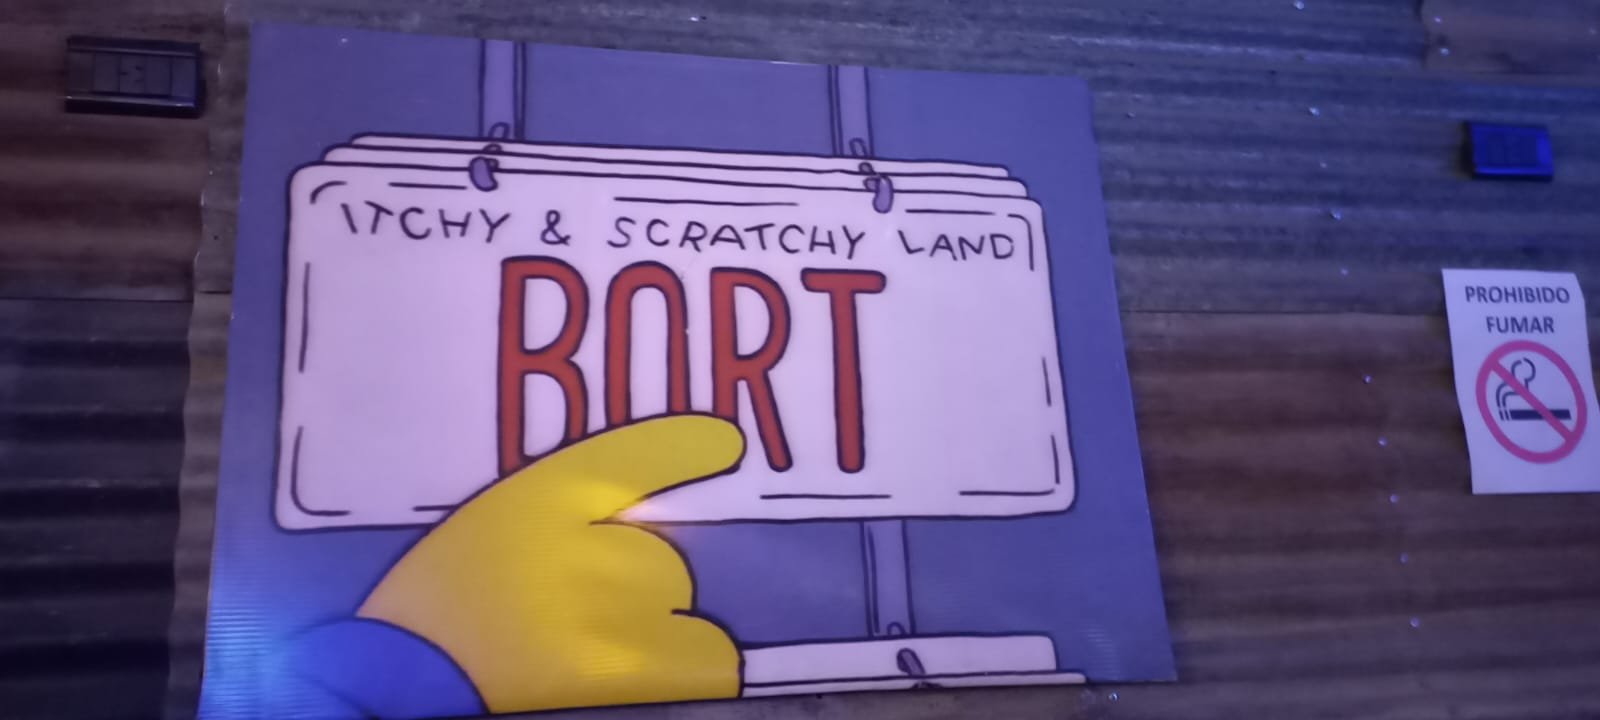 ITCHY & SCRATCHY LAND
BORT
PROHIBIDO
FUMAR